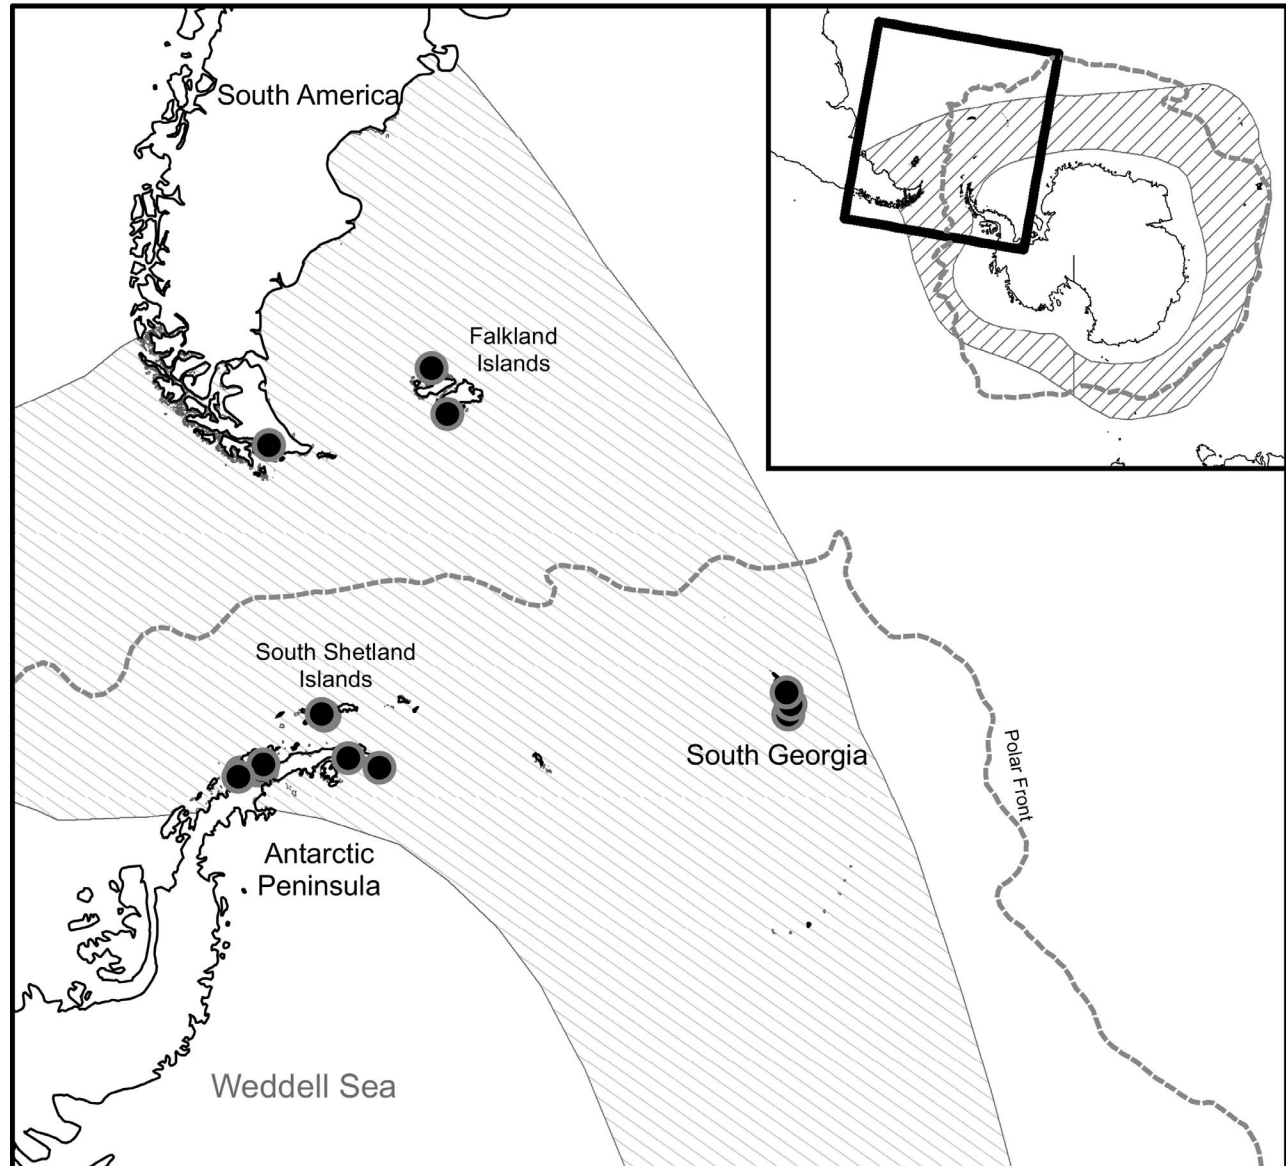 South America
Falkland
Islands
South Shetland
Islands
South Georgia
Polar Front
Antarctic
Peninsula
Weddell Sea